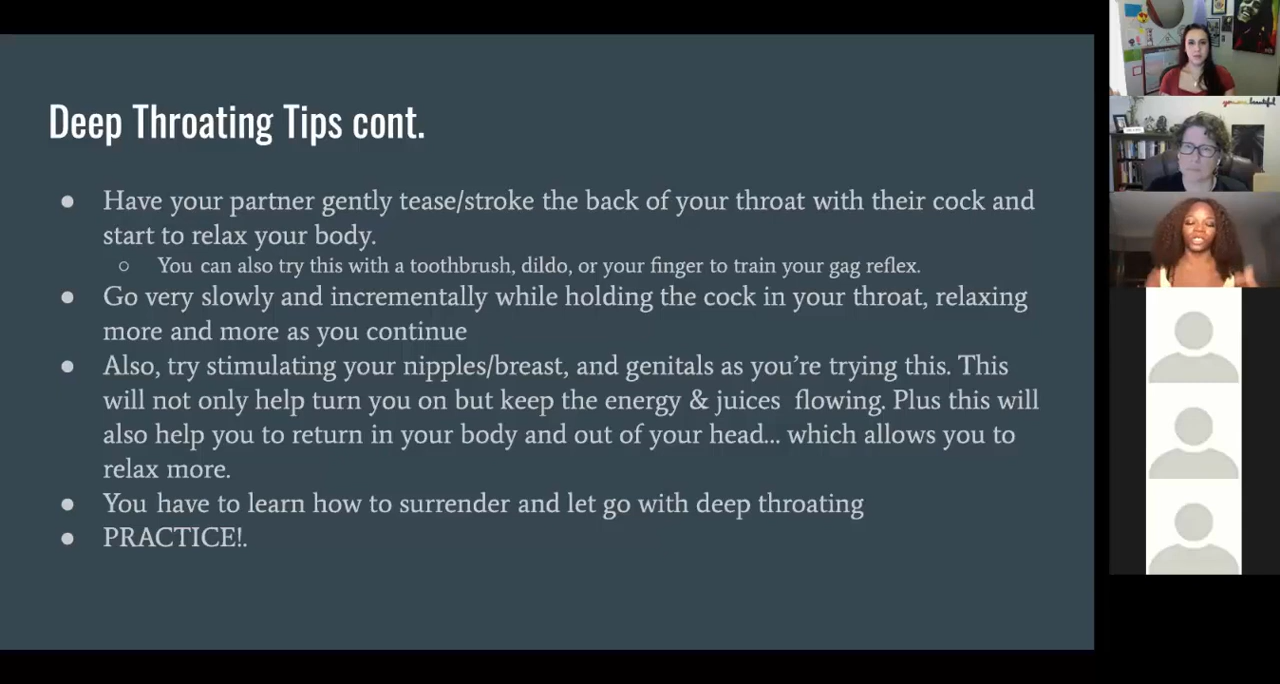 Deep Throating Tips cont.
● Have your partner gently tease/stroke the back of your throat with their cock and
start to relax your body.
○ You can also try this with a toothbrush, dildo, or your finger to train your gag reflex.
● Go very slowly and incrementally while holding the cock in your throat, relaxing
more and more as you continue
● Also, try stimulating your nipples/breast, and genitals as you’re trying this. This
will not only help turn you on but keep the energy & juices flowing. Plus this will
also help you to return in your body and out of your head... which allows you to
relax more.
● You have to learn how to surrender and let go with deep throating
● PRACTICE!.